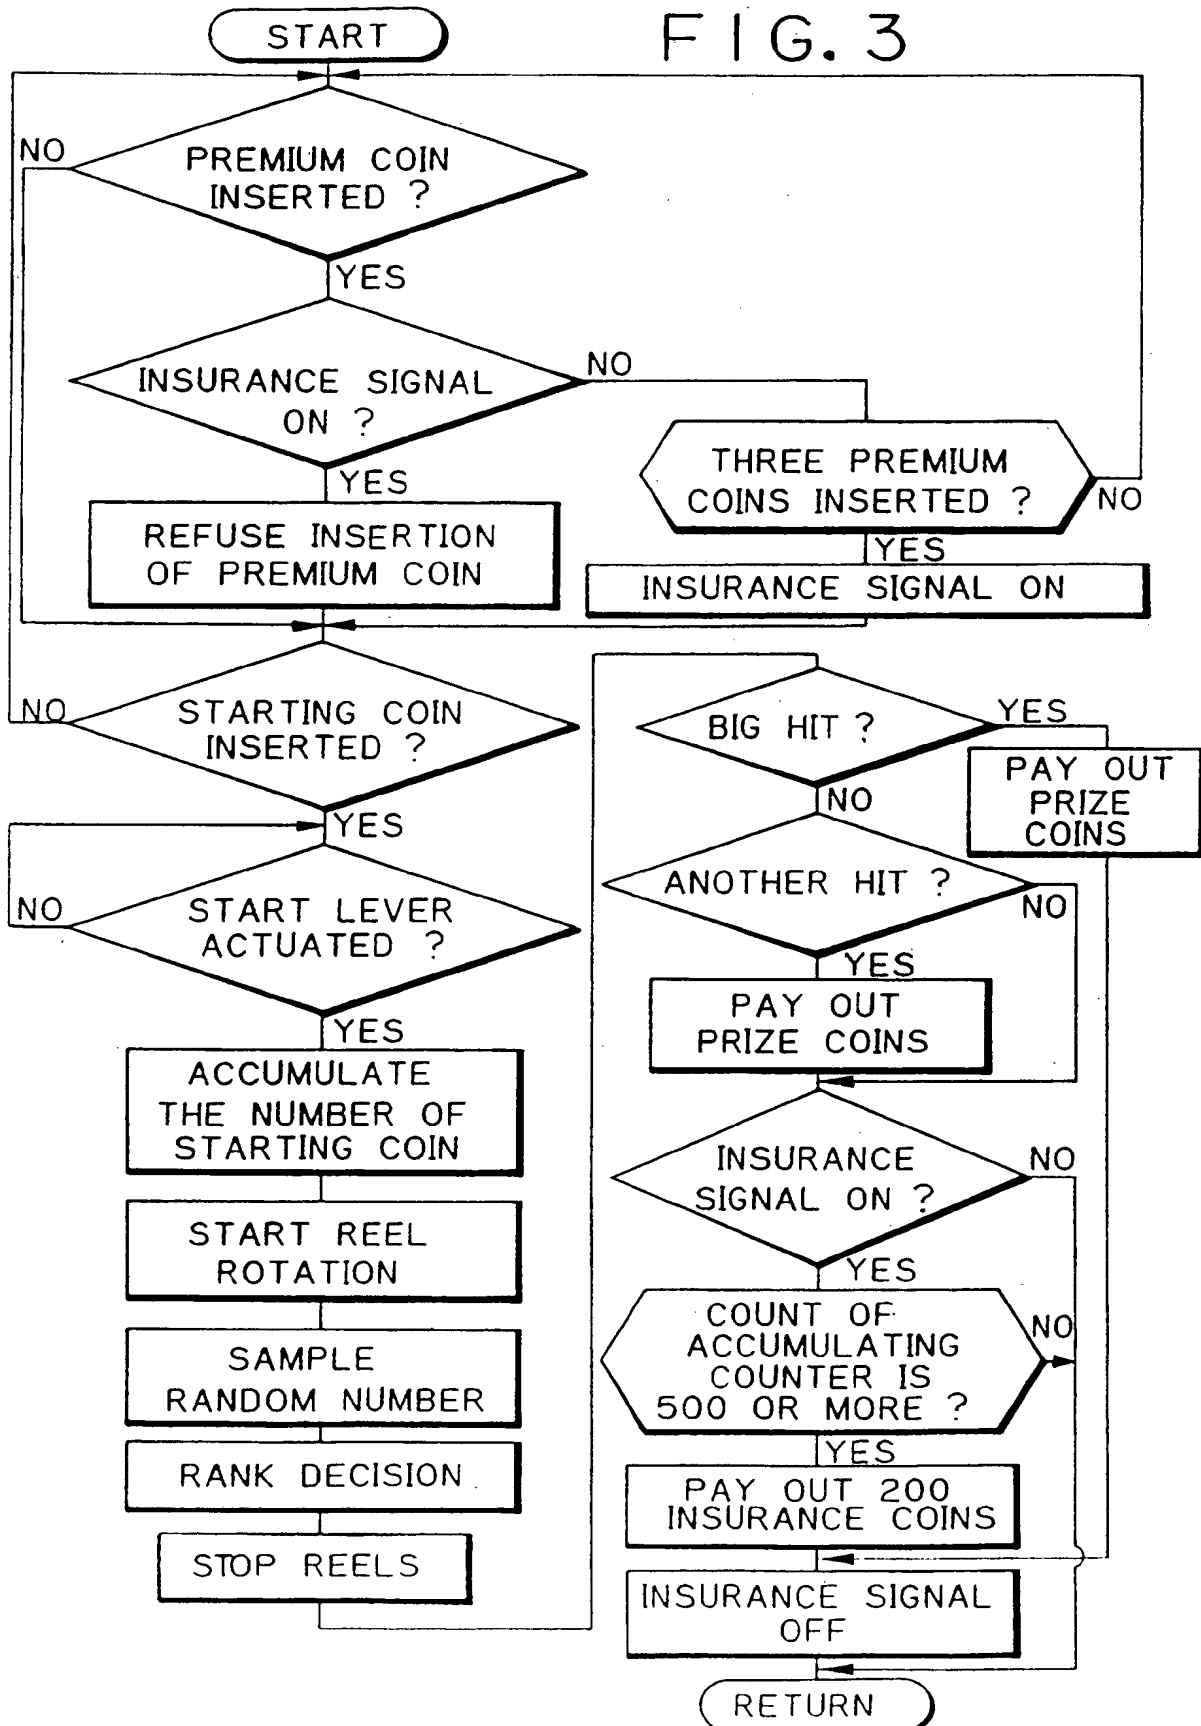 START
FIG. 3
NO
PREMIUM COIN
INSERTED ?
YES
INSURANCE SIGNAL
ON ?
NO
YES
THREE PREMIUM
COINS INSERTED ?
NO
YES
REFUSE INSERTION
OF PREMIUM COIN
INSURANCE SIGNAL ON
NO
STARTING COIN
INSERTED ?
YES
NO
START LEVER
ACTUATED ?
YES
ACCUMULATE
THE NUMBER OF
STARTING COIN
START REEL
ROTATION
SAMPLE
RANDOM NUMBER
RANK DECISION
STOP REELS
BIG HIT ?
YES
PAY OUT
PRIZE
COINS
NO
ANOTHER HIT ?
NO
YES
PAY OUT
PRIZE COINS
INSURANCE
SIGNAL ON ?
NO
YES
COUNT OF
ACCUMULATING
COUNTER IS
500 OR MORE ?
NO
YES
PAY OUT 200
INSURANCE COINS
INSURANCE SIGNAL
OFF
RETURN